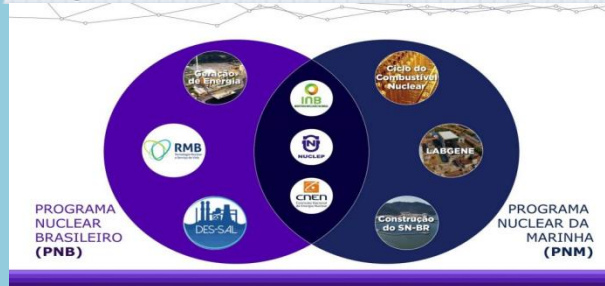 Geração
de Energia
RMB
DES-SAL
INB
NUCLEP
CNEN
Ciclo do
Combustível
Nuclear
LABGENE
Construção
do SN-BR
PROGRAMA
NUCLEAR
BRASILEIRO
(PNB)
PROGRAMA
NUCLEAR DA
MARINHA
(PNM)